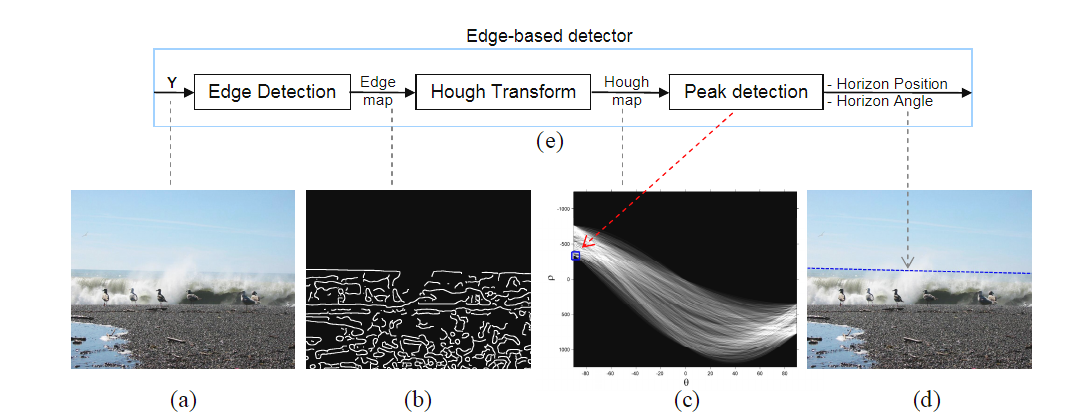 Edge-based detector
Y
Edge Detection
Edge
map
Hough Transform
Hough
map
Peak detection
- Horizon Position
- Horizon Angle
(e)
-1000
-500
0
500
1000
ρ
-80
-60
-40
-20
0
20
40
60
80
θ
(a)
(b)
(c)
(d)